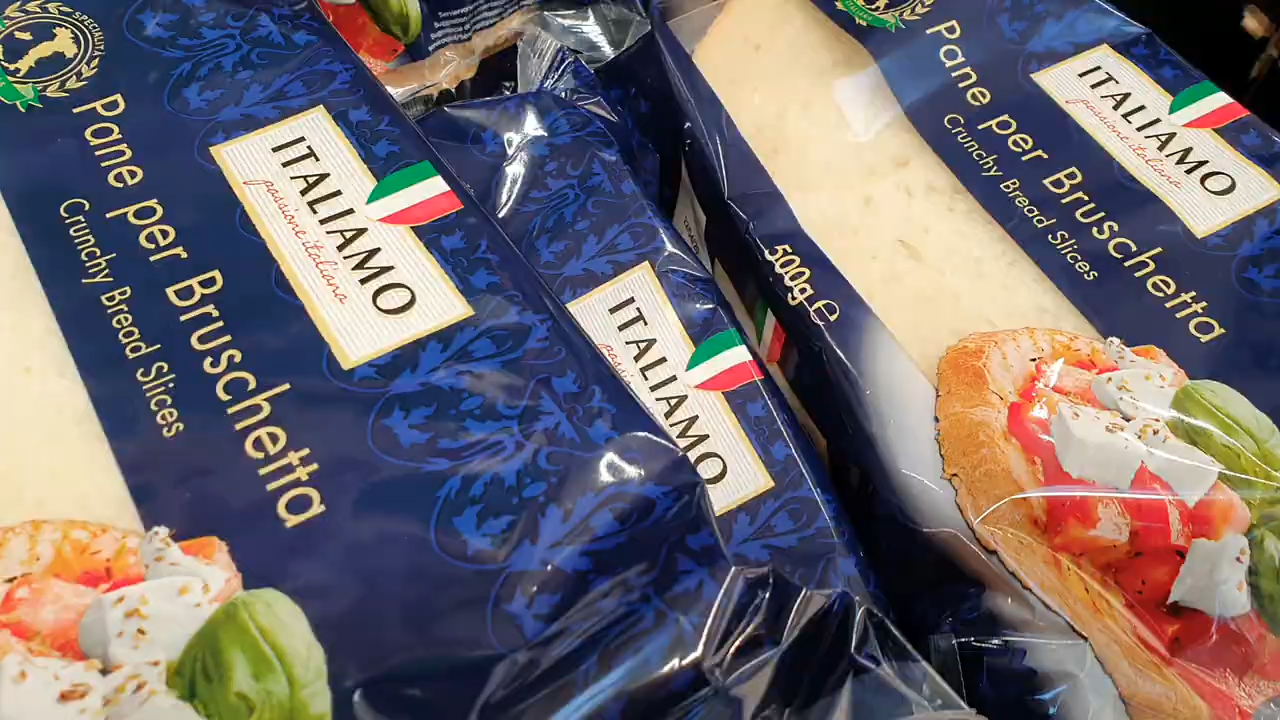 SPECIALITÀ
Pane per Bruschetta
Crunchy Bread Slices
ITALIAMO
passione italiana
ITALIAMO
500g ℮
Pane per Bruschetta
Crunchy Bread Slices
ITALIAMO
passione italiana